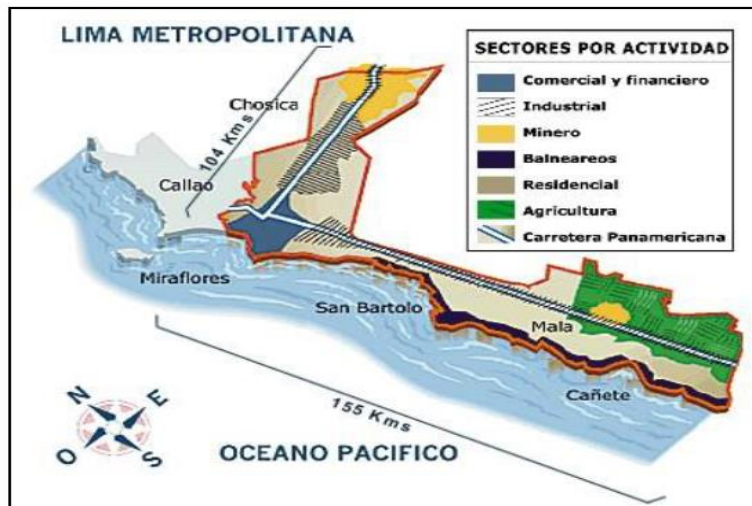 LIMA METROPOLITANA
SECTORES POR ACTIVIDAD
Comercial y financiero
Industrial
Minero
Balneareos
Residencial
Agricultura
Carretera Panamericana
Chosica
104 Kms
Callao
Miraflores
San Bartolo
Mala
Cañete
155 Kms
N E
O S
OCEANO PACIFICO